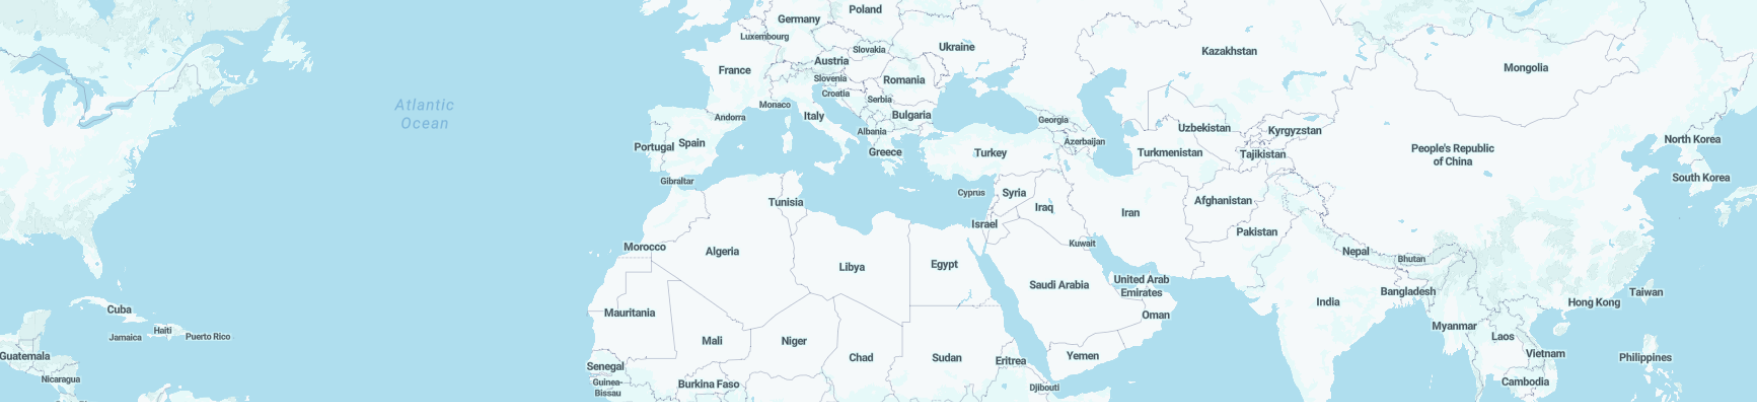 Poland
Germany
Luxembourg
Ukraine
Slovakia
Kazakhstan
Austria
France
Mongolia
Slovenia
Romania
Croatia
Serbia
Atlantic
Ocean
Monaco
Andorra
Italy
Bulgaria
Georgia
Uzbekistan
Kyrgyzstan
Albania
North Korea
Portugal
Spain
Greece
Turkey
Azerbaijan
Turkmenistan
Tajikistan
People's Republic
of China
Gibraltar
South Korea
Cyprus
Syria
Tunisia
Iraq
Afghanistan
Iran
Israel
Pakistan
Morocco
Algeria
Kuwait
Nepal
Bhutan
Libya
Egypt
United Arab
Emirates
Saudi Arabia
Bangladesh
Taiwan
India
Hong Kong
Cuba
Mauritania
Oman
Haiti
Jamaica
Puerto Rico
Myanmar
Laos
Mali
Niger
Guatemala
Chad
Sudan
Eritrea
Yemen
Vietnam
Philippines
Senegal
Nicaragua
Guinea-
Bissau
Burkina Faso
Djibouti
Cambodia